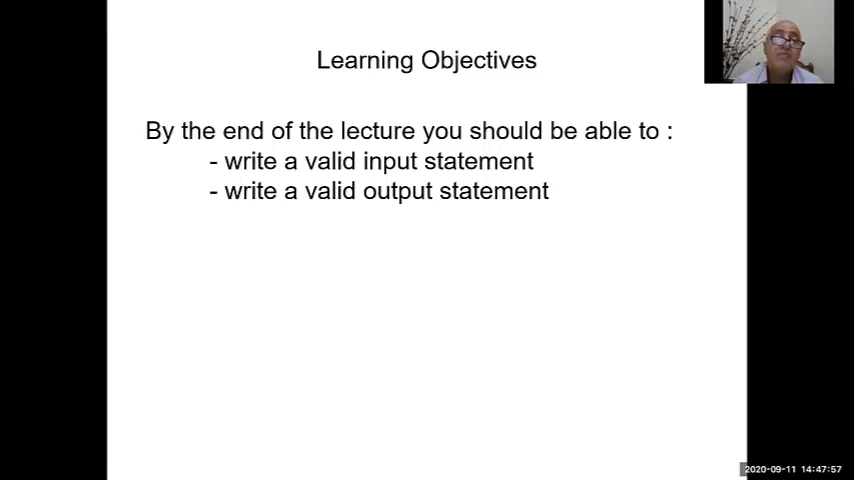 Learning Objectives
By the end of the lecture you should be able to :
- write a valid input statement
- write a valid output statement
2020-09-11 14:47:57